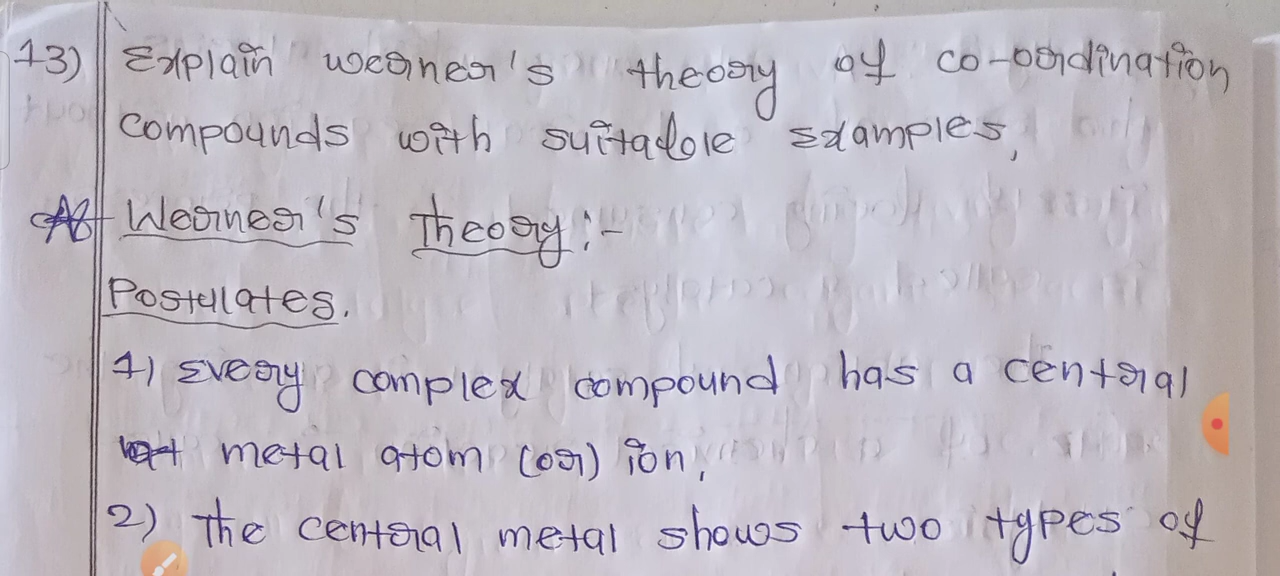 13) Explain werner's theory of co-ordination
compounds with suitable examples,
A) Werner's theory :-
Postulates.
1) Every complex compound has a central
metal atom (or) ion,
2) The central metal shows two types of